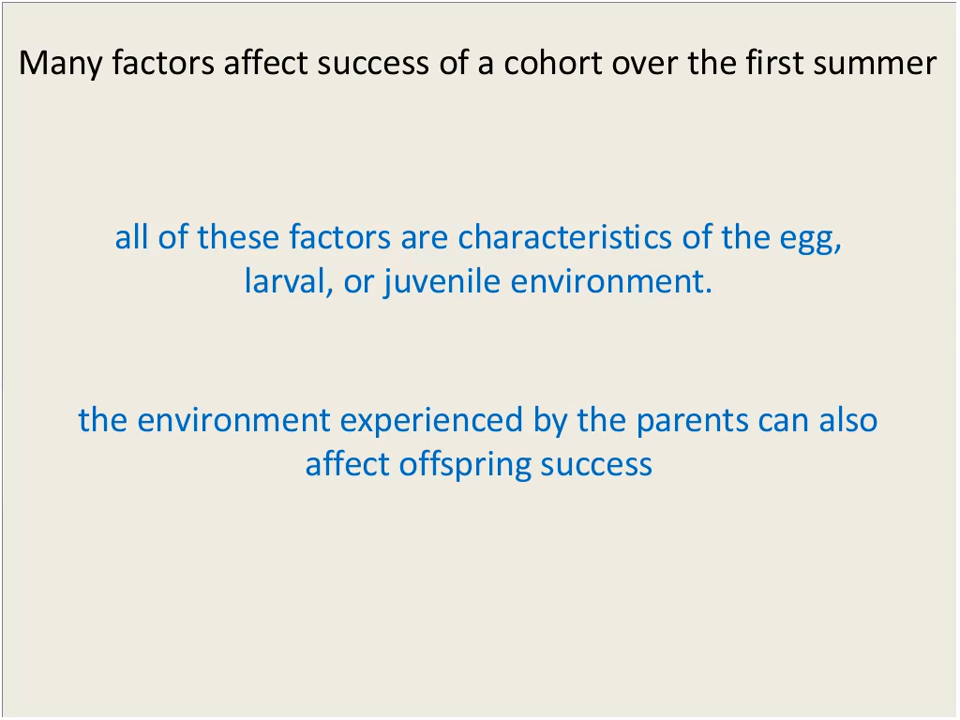 Many factors affect success of a cohort over the first summer
all of these factors are characteristics of the egg,
larval, or juvenile environment.
the environment experienced by the parents can also
affect offspring success